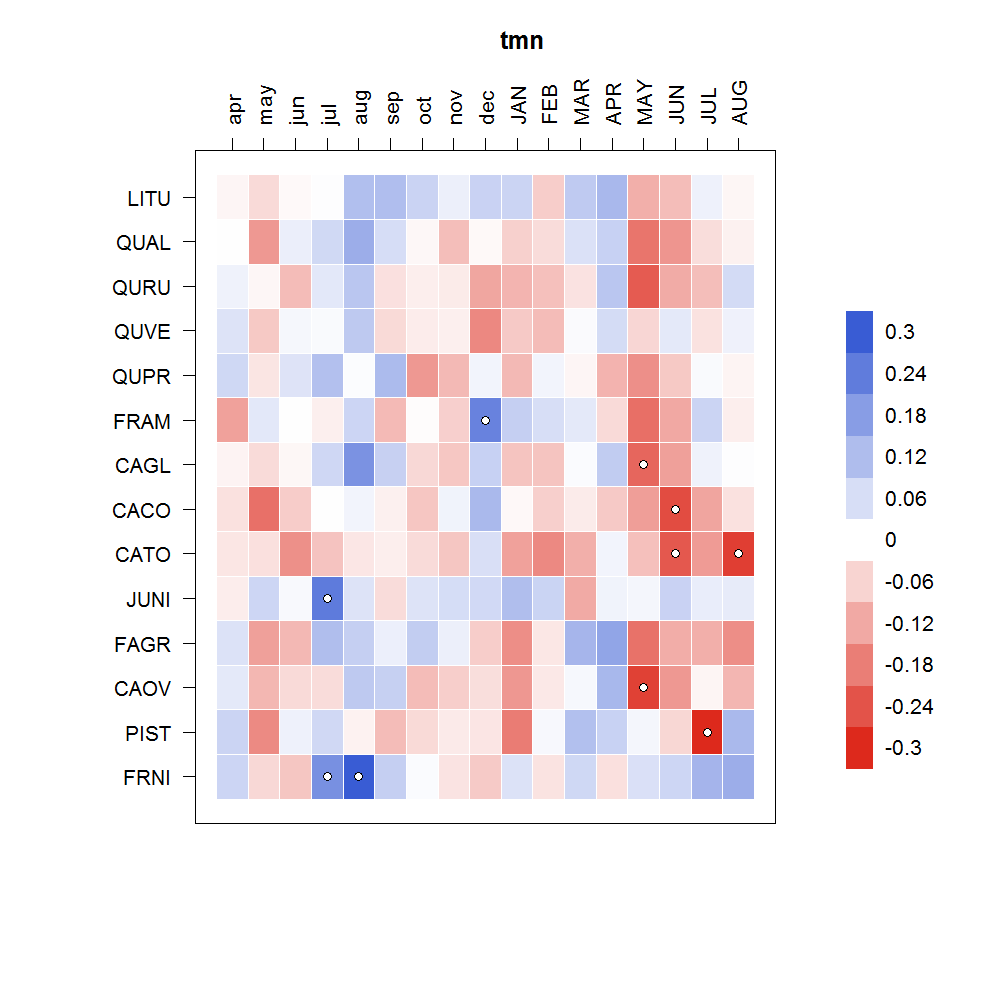 tmn
apr may jun jul aug sep oct nov dec JAN FEB MAR APR MAY JUN JUL AUG
LITU
QUAL
QURU
QUVE
QUPR
FRAM
CAGL
CACO
CATO
JUNI
FAGR
CAOV
PIST
FRNI
0.3
0.24
0.18
0.12
0.06
0
-0.06
-0.12
-0.18
-0.24
-0.3